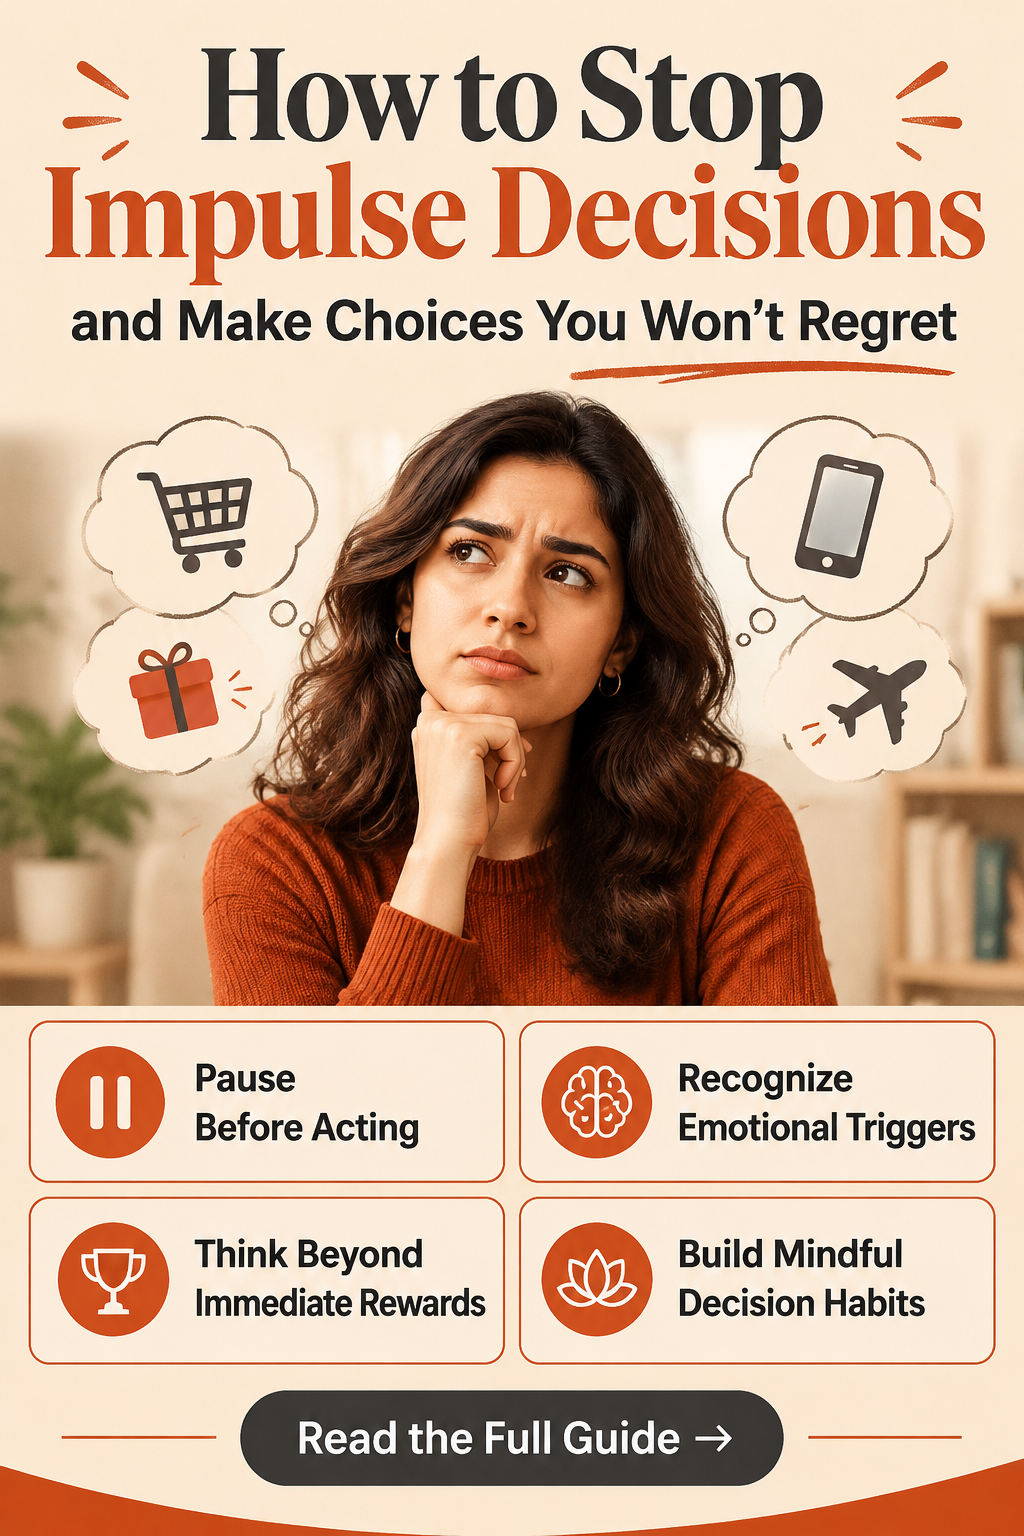 How to Stop
Impulse Decisions
and Make Choices You Won’t Regret
Pause
Before Acting
Recognize
Emotional Triggers
Think Beyond
Immediate Rewards
Build Mindful
Decision Habits
Read the Full Guide →